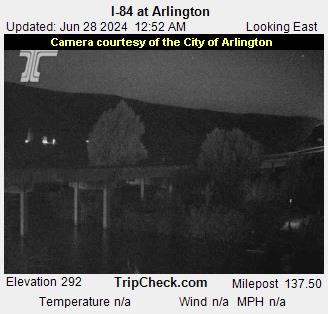 I-84 at Arlington
Updated: Jun 28 2024 12:52 AM Looking East
Camera courtesy of the City of Arlington
Elevation 292 TripCheck.com Milepost 137.50
Temperature n/a Wind n/a MPH n/a